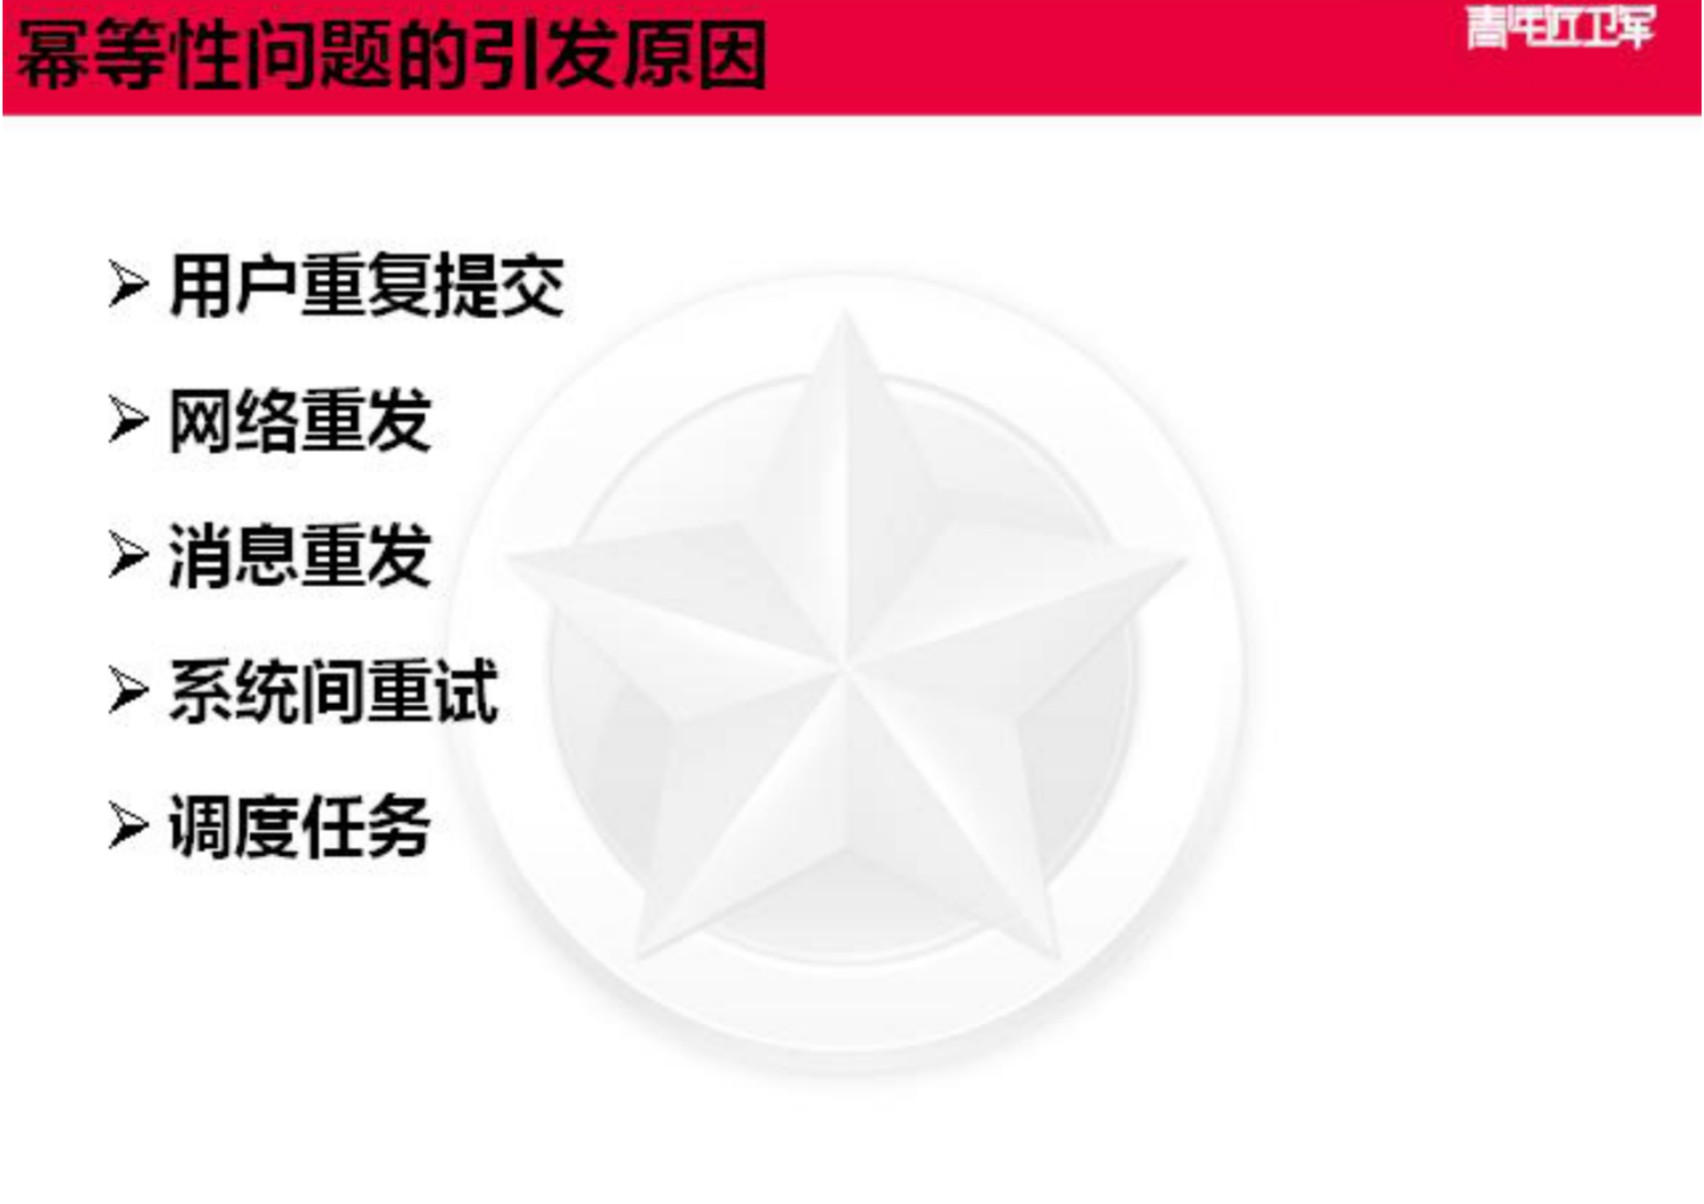 幂等性问题的引发原因
青年近卫军
用户重复提交
网络重发
消息重发
系统间重试
调度任务